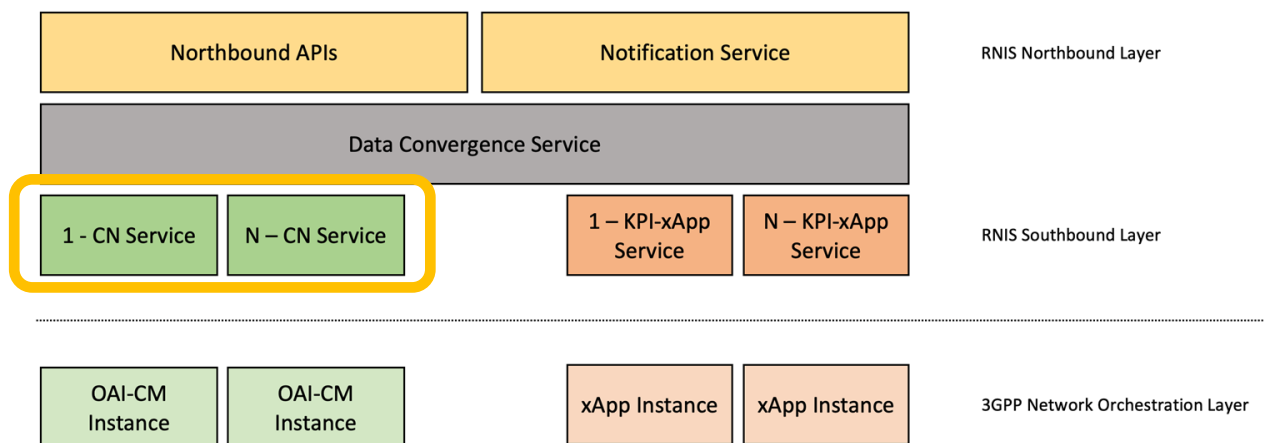 Northbound APIs
Notification Service
RNIS Northbound Layer
Data Convergence Service
1 - CN Service
N – CN Service
1 – KPI-xApp
Service
N – KPI-xApp
Service
RNIS Southbound Layer
OAI-CM
Instance
OAI-CM
Instance
xApp Instance
xApp Instance
3GPP Network Orchestration Layer